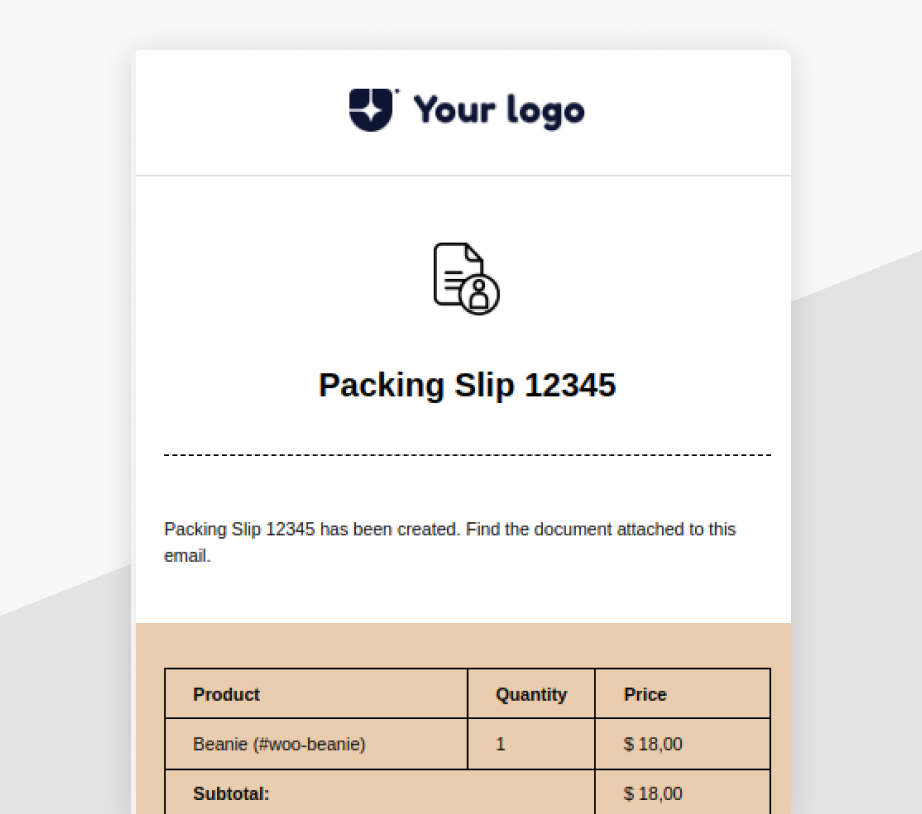 Your logo
Packing Slip 12345
Packing Slip 12345 has been created. Find the document attached to this
email.
Product Quantity Price
Beanie (#woo-beanie) 1 $ 18,00
Subtotal: $ 18,00